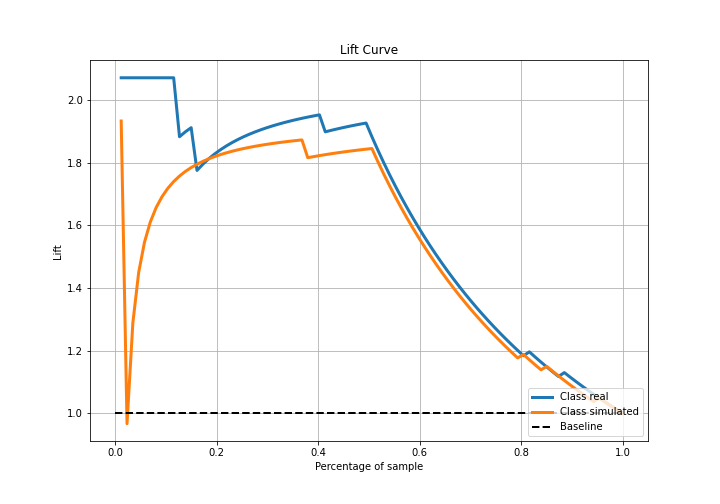 Lift Curve
Lift
2.0
1.8
1.6
1.4
1.2
1.0
0.0
0.2
0.4
0.6
0.8
1.0
Percentage of sample
Class real
Class simulated
Baseline